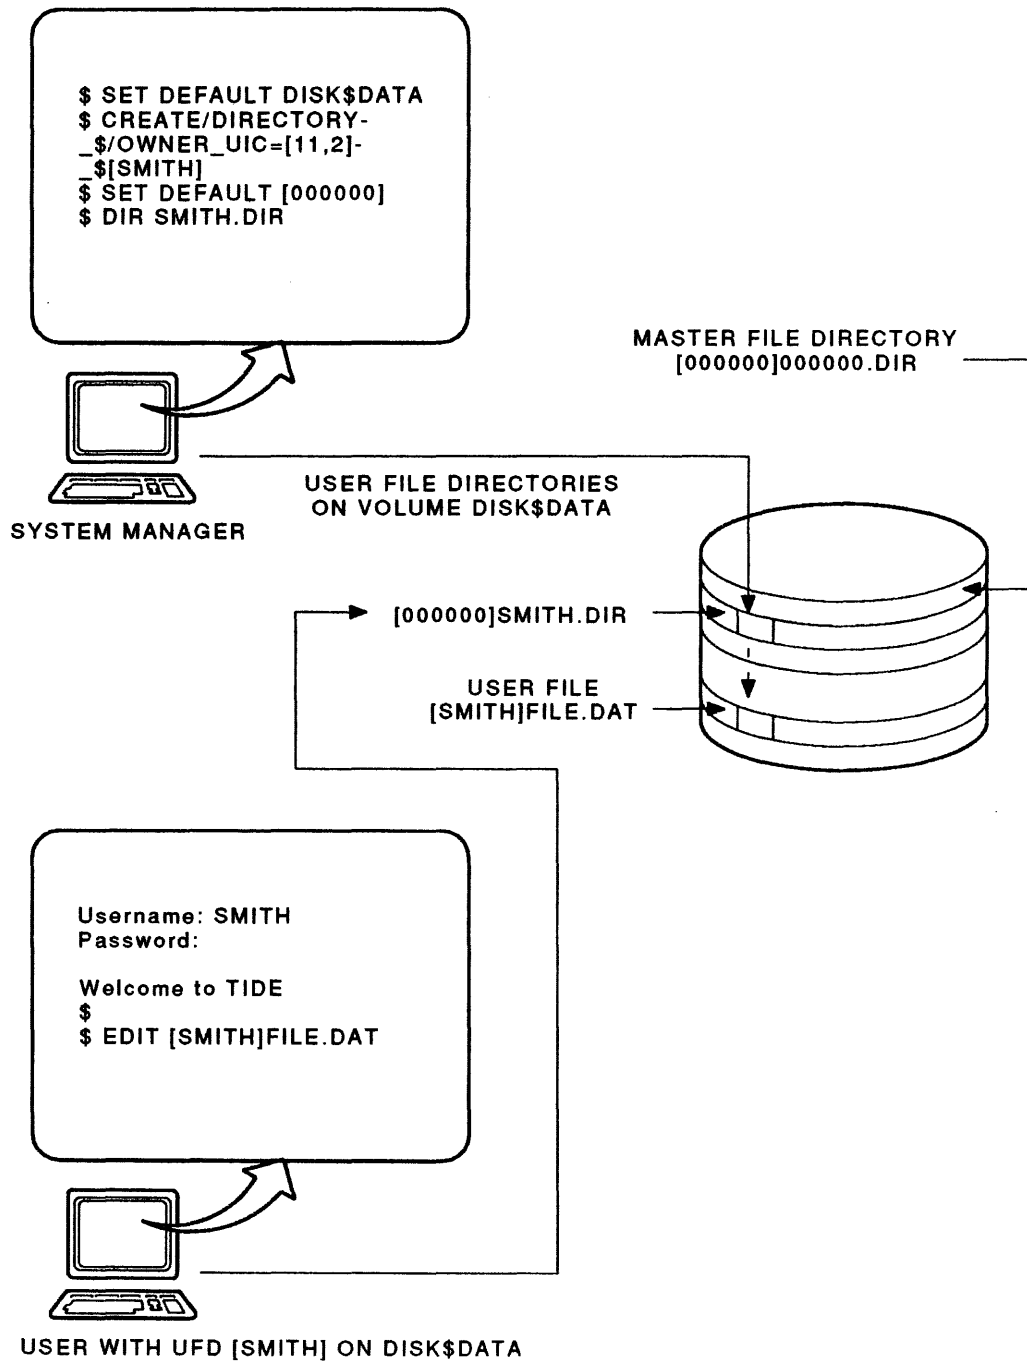 $ SET DEFAULT DISK$DATA
$ CREATE/DIRECTORY-
_$/OWNER_UIC=[11,2]-
_$[SMITH]
$ SET DEFAULT [000000]
$ DIR SMITH.DIR
MASTER FILE DIRECTORY
[000000]000000.DIR
USER FILE DIRECTORIES
ON VOLUME DISK$DATA
SYSTEM MANAGER
[000000]SMITH.DIR
USER FILE
[SMITH]FILE.DAT
Username: SMITH
Password:
Welcome to TIDE
$
$ EDIT [SMITH]FILE.DAT
USER WITH UFD [SMITH] ON DISK$DATA